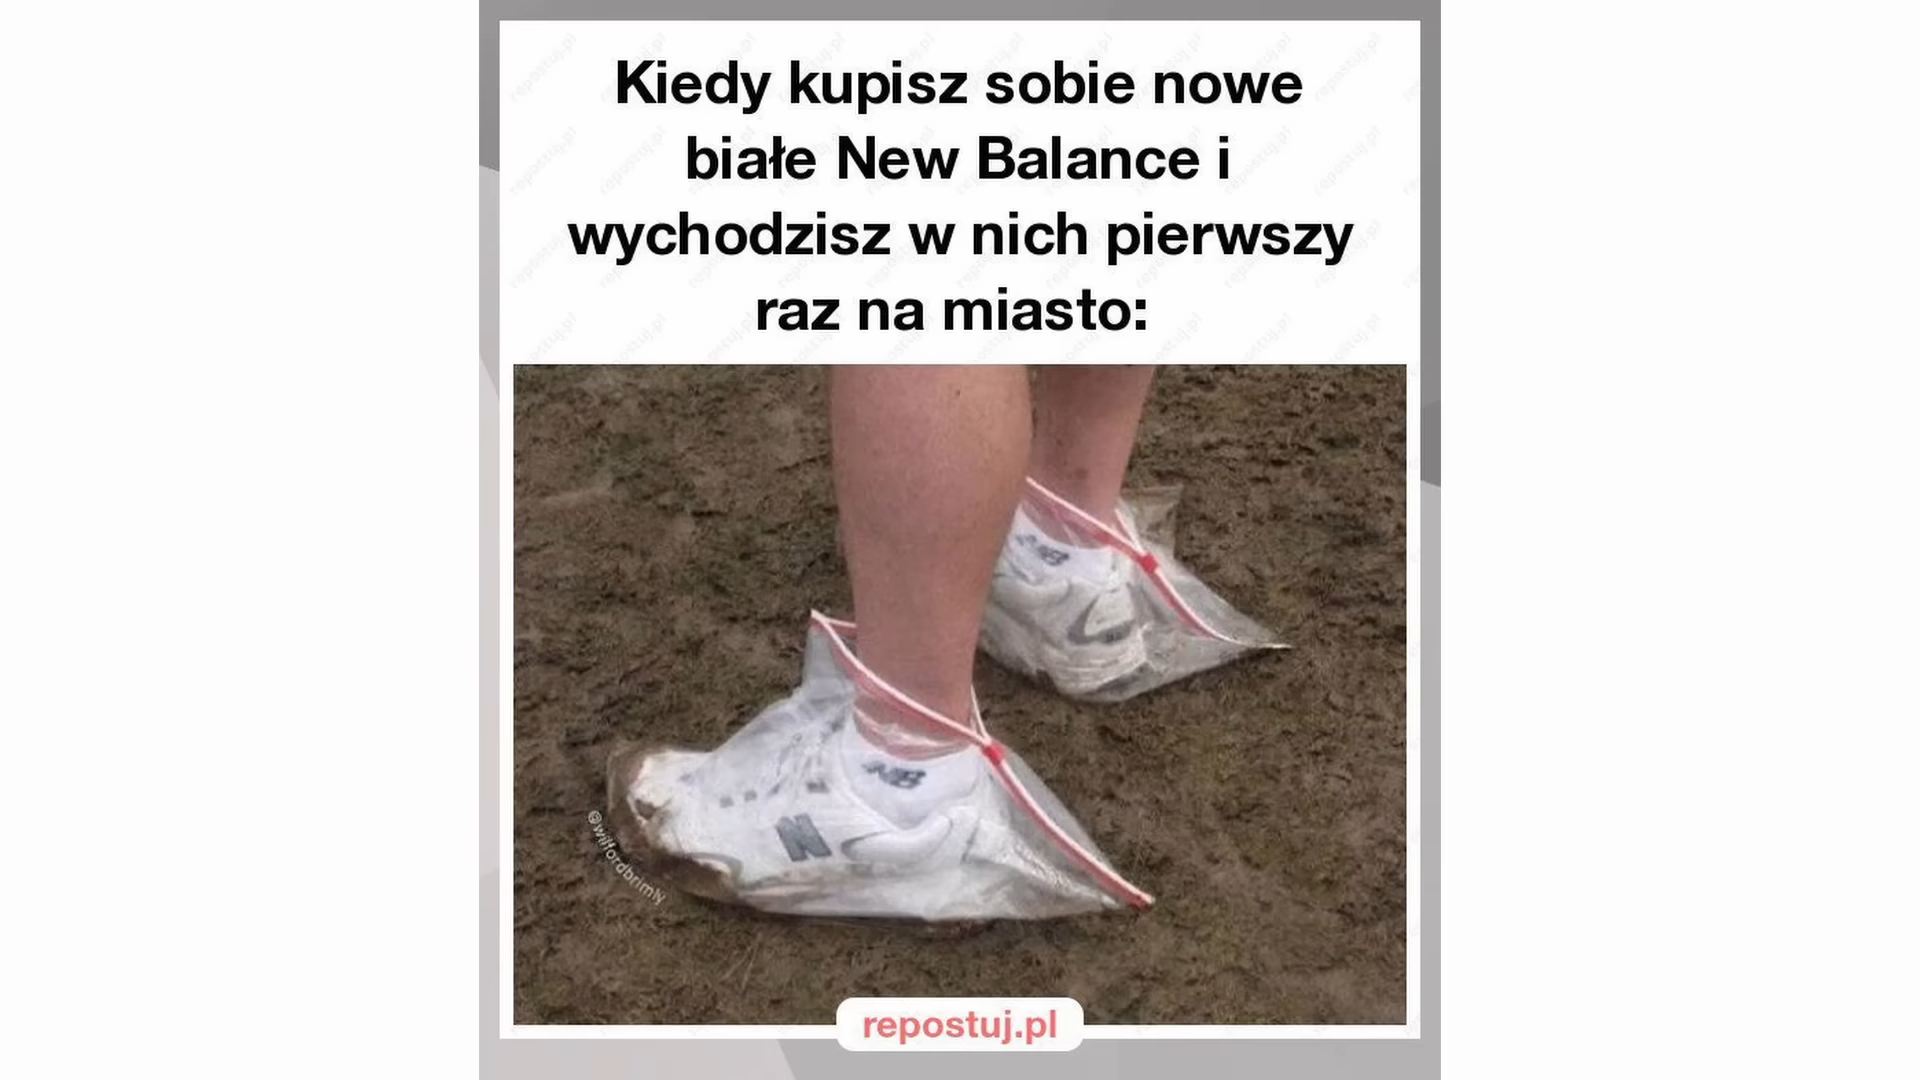 Kiedy kupisz sobie nowe
białe New Balance i
wychodzisz w nich pierwszy
raz na miasto:
NB
NB
N
@wilfordbrimly
repostuj.pl